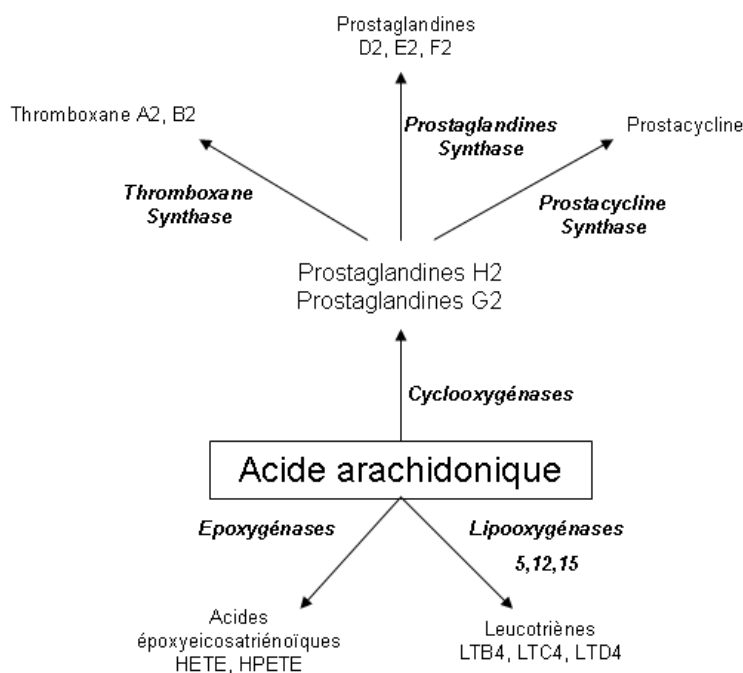 Prostaglandines
D2, E2, F2
Thromboxane A2, B2
Prostaglandines
Synthase
Prostacycline
Thromboxane
Synthase
Prostacycline
Synthase
Prostaglandines H2
Prostaglandines G2
Cyclooxygénases
Acide arachidonique
Epoxygénases
Lipooxygénases
5,12,15
Acides
époxyeicosatriénoïques
HETE, HPETE
Leucotriènes
LTB4, LTC4, LTD4